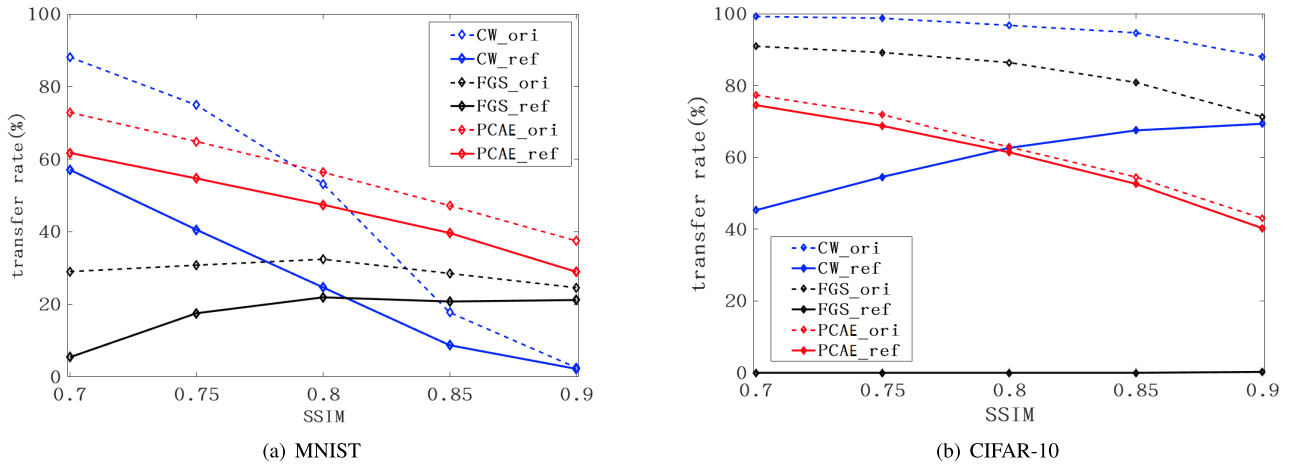 100
80
60
40
20
0
transfer rate(%)
CW_ori
CW_ref
FGS_ori
FGS_ref
PCAE_ori
PCAE_ref
0.7 0.75 0.8 0.85 0.9
SSIM
(a) MNIST
100
80
60
40
20
0
transfer rate(%)
CW_ori
CW_ref
FGS_ori
FGS_ref
PCAE_ori
PCAE_ref
0.7 0.75 0.8 0.85 0.9
SSIM
(b) CIFAR-10